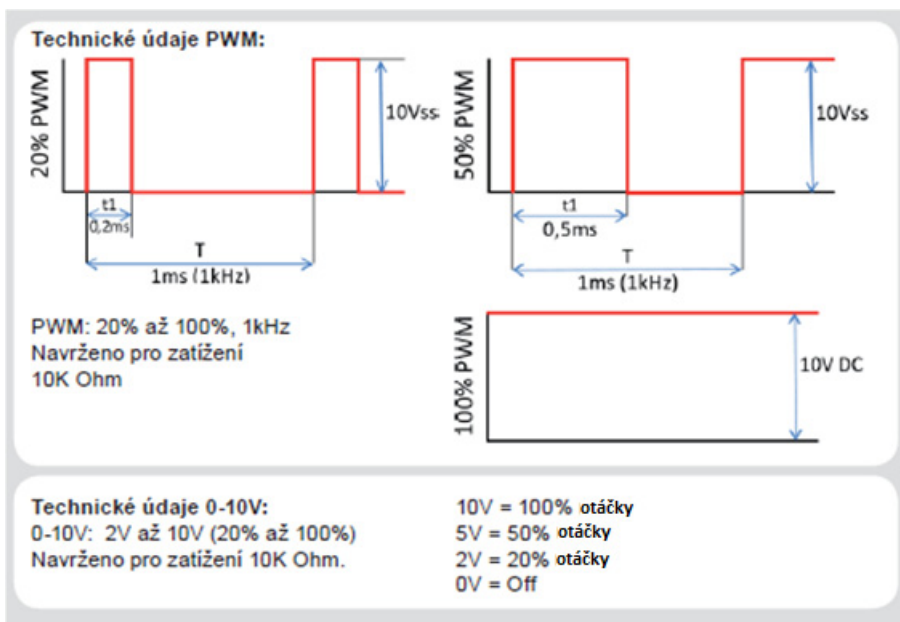 Technické údaje PWM:
20% PWM
10Vss
t1
0,2ms
T
1ms (1kHz)
50% PWM
10Vss
t1
0,5ms
T
1ms (1kHz)
PWM: 20% až 100%, 1kHz
Navrženo pro zatížení
10K Ohm
100% PWM
10V DC
Technické údaje 0-10V:
0-10V: 2V až 10V (20% až 100%)
Navrženo pro zatížení 10K Ohm.
10V = 100% otáčky
5V = 50% otáčky
2V = 20% otáčky
0V = Off